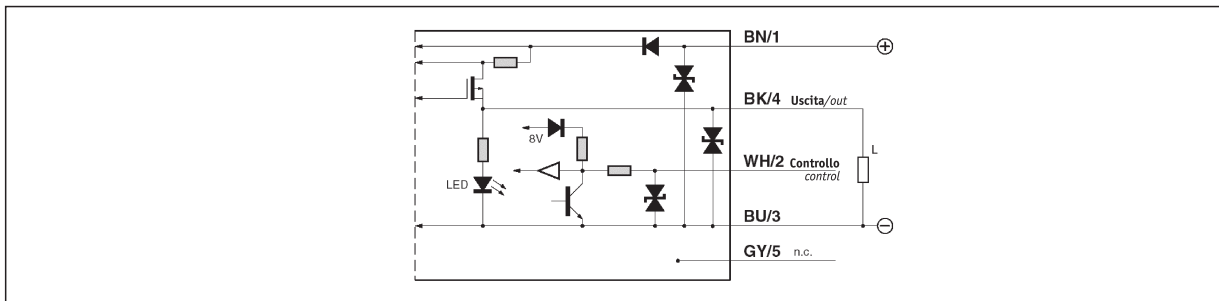 BN/1
+
BK/4 Uscita/out
8V
L
WH/2 Controllo
control
LED
BU/3
−
GY/5 n.c.